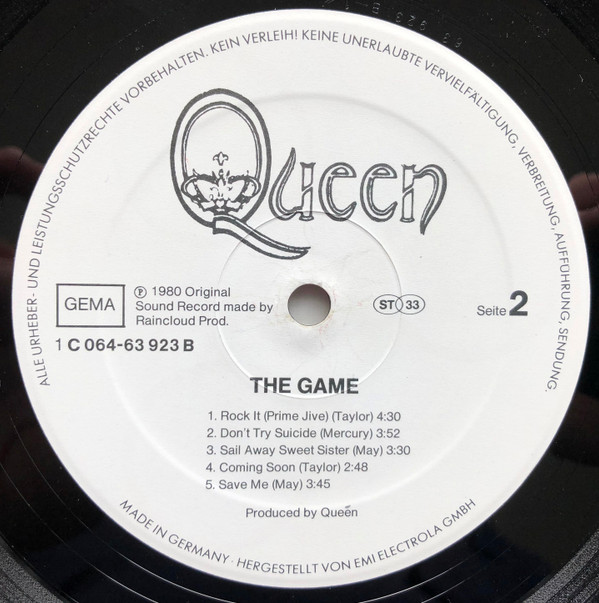 ALLE URHEBER- UND LEISTUNGSSCHUTZRECHTE VORBEHALTEN. KEIN VERLEIH! KEINE UNERLAUBTE VERVIELFÄLTIGUNG, VERBREITUNG, AUFFÜHRUNG, SENDUNG.
Queen
GEMA
℗ 1980 Original
Sound Record made by
Raincloud Prod.
ST 33
Seite 2
1 C 064-63 923 B
THE GAME
1. Rock It (Prime Jive) (Taylor) 4:30
2. Don't Try Suicide (Mercury) 3:52
3. Sail Away Sweet Sister (May) 3:30
4. Coming Soon (Taylor) 2:48
5. Save Me (May) 3:45
Produced by Queen
MADE IN GERMANY · HERGESTELLT VON EMI ELECTROLA GMBH